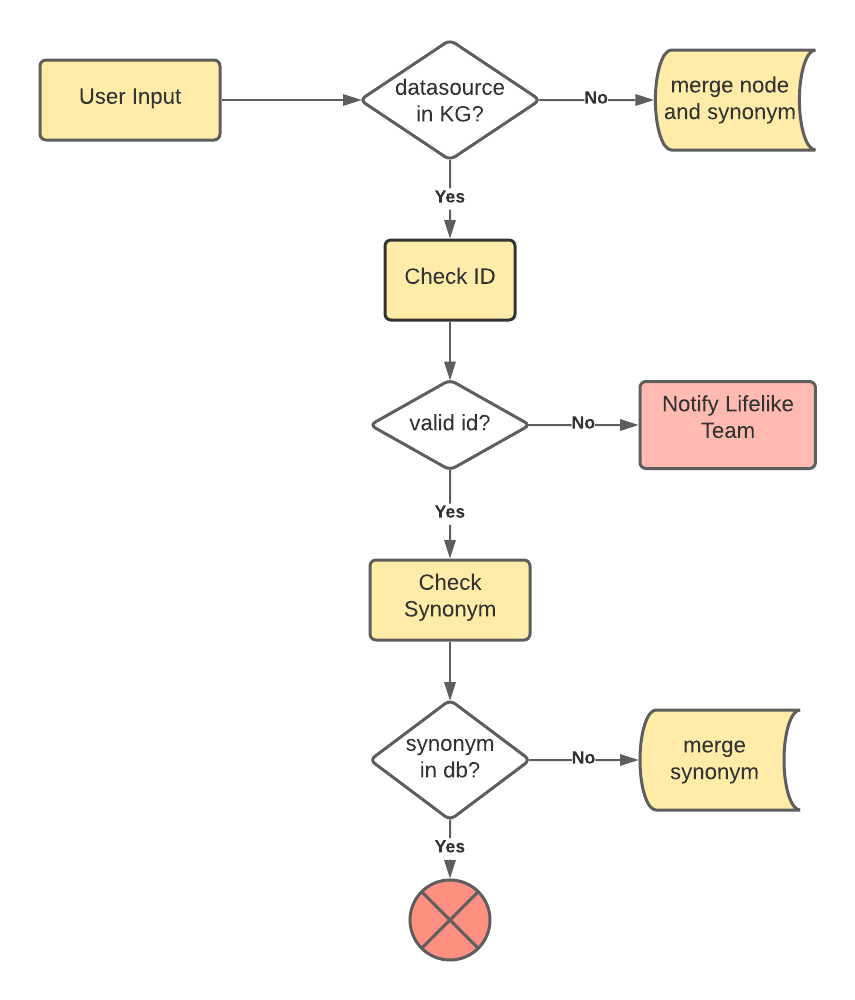 User Input
datasource
in KG?
No
merge node
and synonym
Yes
Check ID
valid id?
No
Notify Lifelike
Team
Yes
Check
Synonym
synonym
in db?
No
merge
synonym
Yes